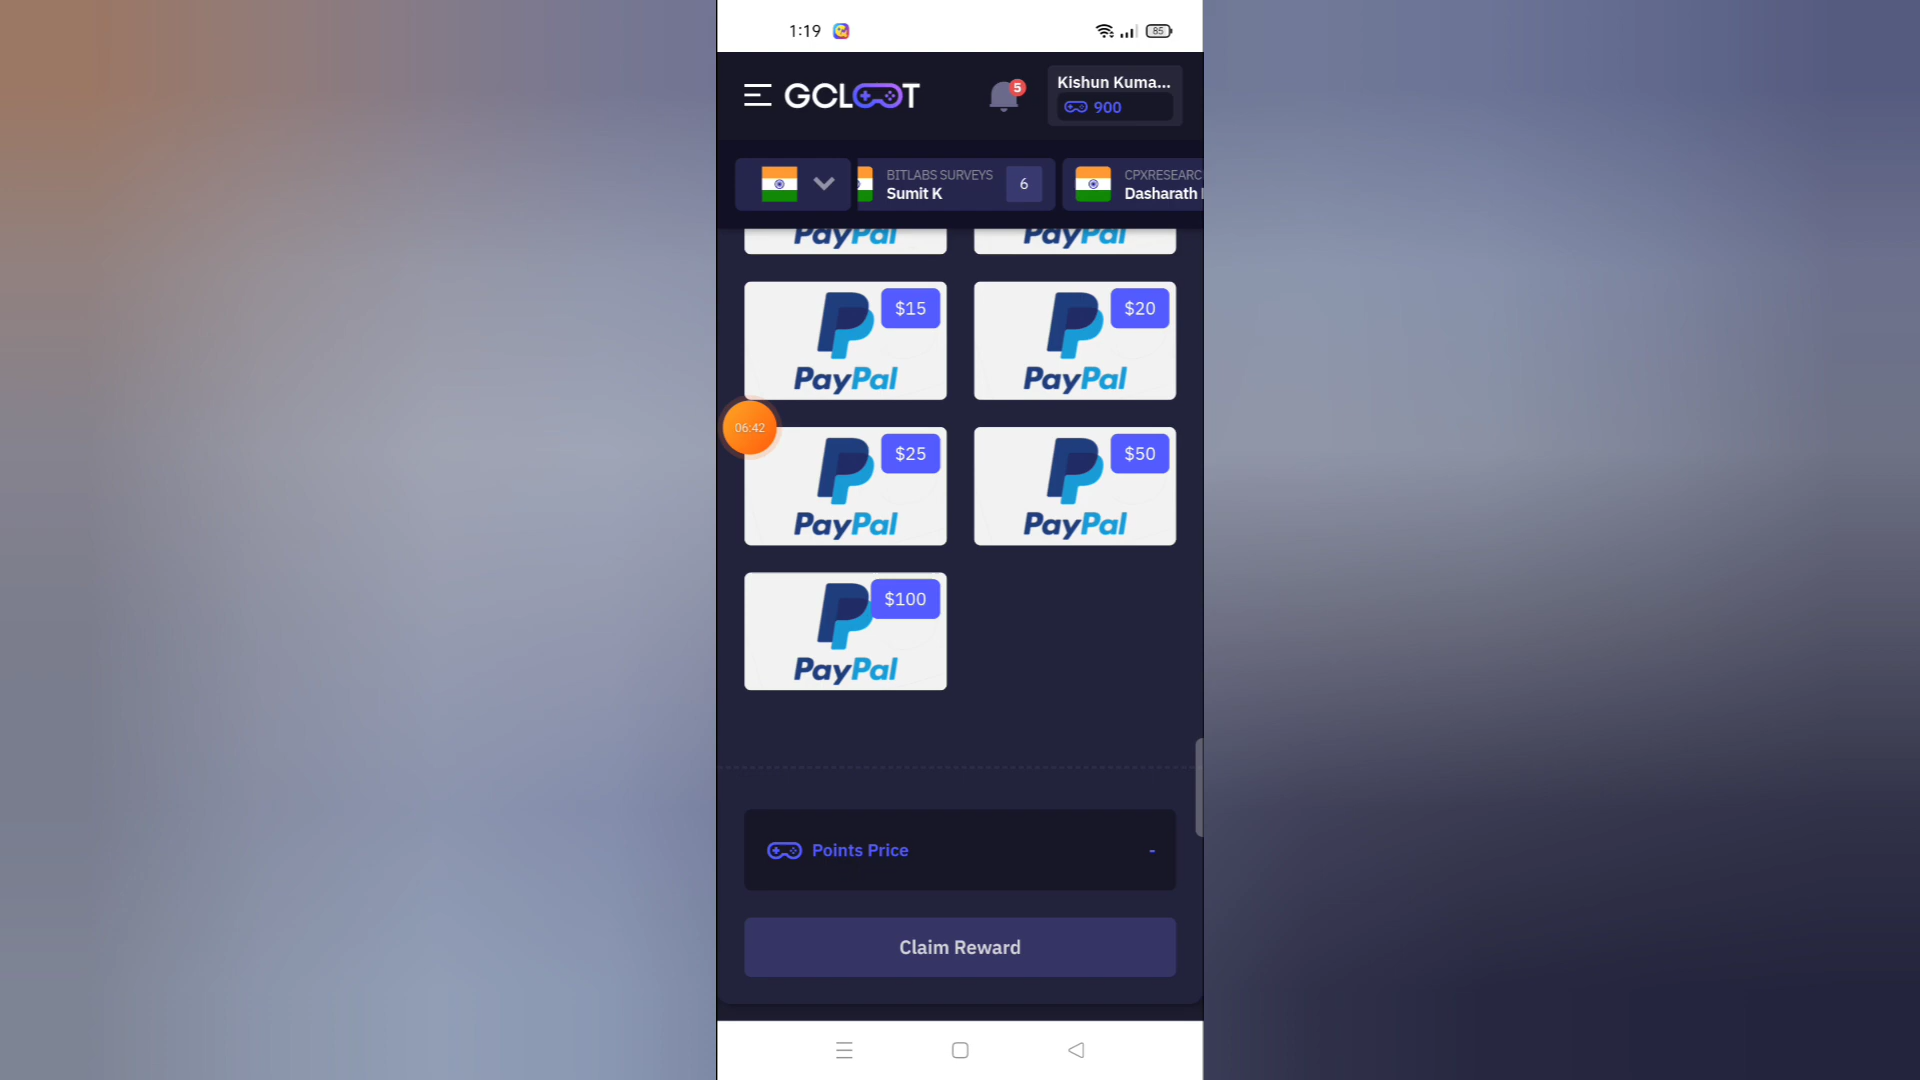 1:19
85
GCLOOT
5
Kishun Kuma...
900
BITLABS SURVEYS
Sumit K
6
CPXRESEARC
Dasharath
PayPal
PayPal
$15
PayPal
$20
PayPal
06:42
$25
PayPal
$50
PayPal
$100
PayPal
Points Price
-
Claim Reward